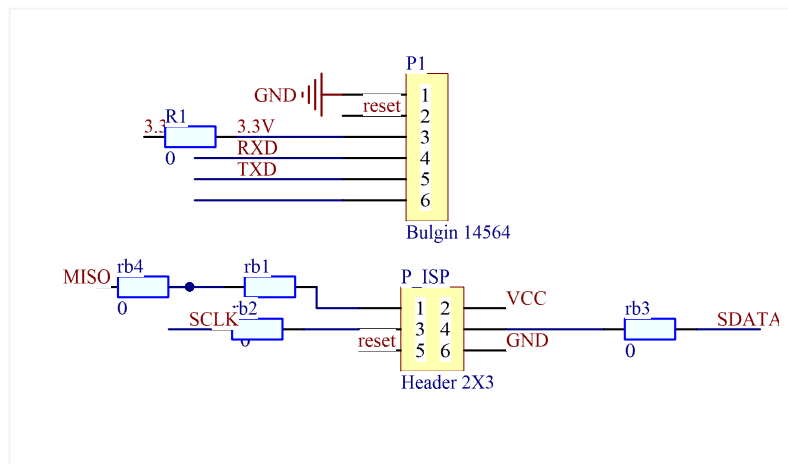 P1
GND
1
reset
2
3.3
R1
3.3V
3
0
RXD
4
TXD
5
6
Bulgin 14564
MISO
rb4
rb1
P_ISP
0
1 2
VCC
SCLK
rb2
3 4
rb3
SDATA
0
reset
5 6
GND
0
Header 2X3